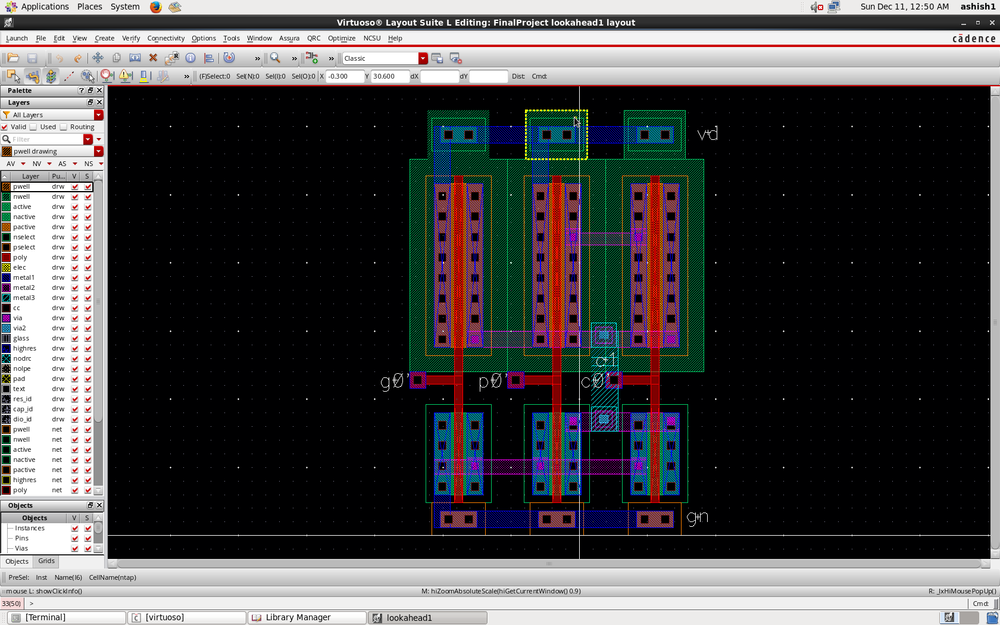 Applications Places System Sun Dec 11, 12:50 AM ashish1
Virtuoso® Layout Suite L Editing: FinalProject lookahead1 layout
Launch File Edit View Create Verify Connectivity Options Tools Window Assura QRC Optimize NCSU Help cādence
» » » Classic
» (F)Select:0 Sel(N):0 Sel(I):0 Sel(O):0 X -0.300 Y 30.600 dX dY Dist: Cmd:
Palette
Layers
All Layers
Valid Used Routing
Filter
pwell drawing
AV NV AS NS
Layer Pu... V S
pwell drw
nwell drw
active drw
nactive drw
pactive drw
nselect drw
pselect drw
poly drw
elec drw
metal1 drw
metal2 drw
metal3 drw
cc drw
via drw
via2 drw
glass drw
highres drw
nodrc drw
nolpe drw
pad drw
text drw
res_id drw
cap_id drw
dio_id drw
pwell net
nwell net
active net
nactive net
pactive net
highres net
poly net
Objects
Objects V S
Instances
Pins
Vias
Objects Grids
g0' p0' c0'
PreSel: Inst Name(I6) CellName(ntap)
mouse L: showClickInfo() M: hiZoomAbsoluteScale(hiGetCurrentWindow() 0.9) R: _lxHiMousePopUp()
33(50) > Cmd:
[Terminal] [virtuoso] Library Manager lookahead1